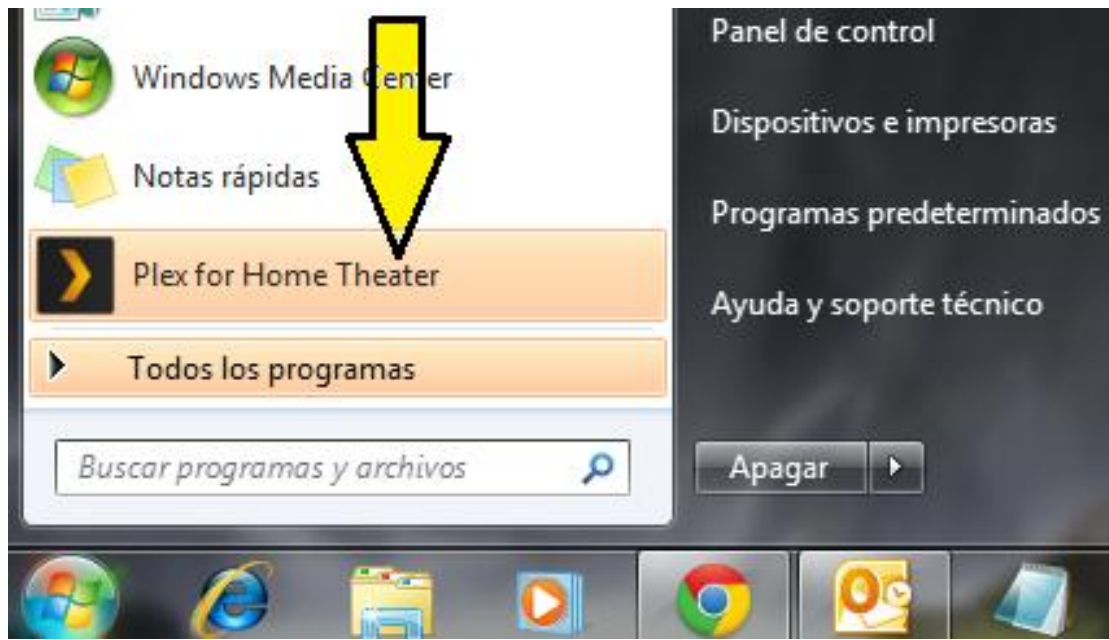 Windows Media Center
Notas rápidas
Plex for Home Theater
Todos los programas
Buscar programas y archivos
Panel de control
Dispositivos e impresoras
Programas predeterminados
Ayuda y soporte técnico
Apagar